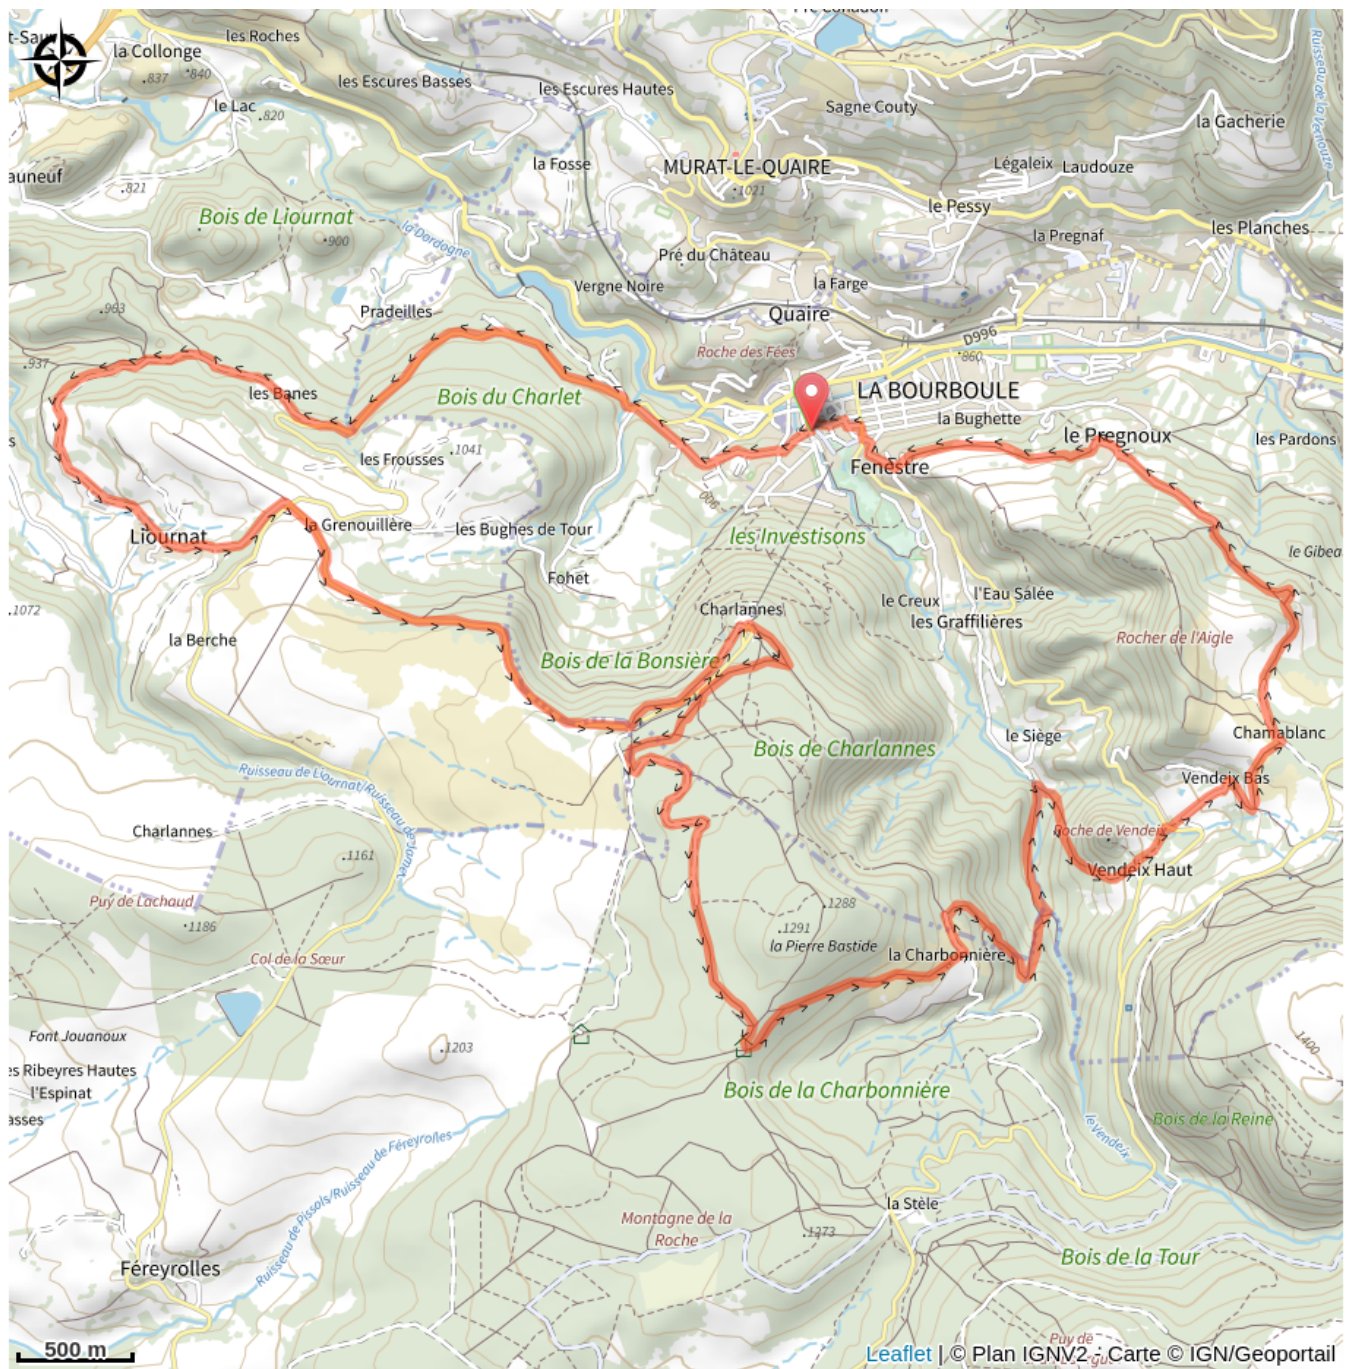 les Roches
la Collonge
.837
.840
les Escures Basses
les Escures Hautes
le Lac
.820
Sagne Couty
la Gacherie
la Fosse
MURAT-LE-QUAIRE
.1021
Légaleix
Laudouze
.821
Bois de Liournat
.900
la Dordogne
le Pessy
les Planches
la Pregnaf
Pré du Château
Vergne Noire
la Farge
Pradeilles
Quaire
D996
.860
Roche des Fées
.937
les Banes
Bois du Charlet
LA BOURBOULE
la Bughette
le Pregnoux
les Pardons
les Frousses
.1041
Fenestre
900
la Grenouillère
les Bughes de Tour
Liournat
les Investisons
Fohet
l'Eau Salée
.1072
Charlannes
le Creux
les Graffilières
la Berche
Rocher de l'Aigle
Bois de la Bonsière
le Siège
Chamablanc
Bois de Charlannes
Vendeix Bas
Ruisseau de Liournat/Ruisseau de Jornet
Charlannes
Roche de Vendeix
.1161
Vendeix Haut
Puy de Lachaud
.1186
.1288
.1291
la Pierre Bastide
la Charbonnière
Col de la Sœur
Font Jouanoux
.1203
1400
l'Espinat
Bois de la Charbonnière
Bois de la Reine
le Vendeix
Ruisseau de Pissols/Ruisseau de Féreyrolles
la Stèle
Montagne de la
Roche
.1273
Bois de la Tour
Féreyrolles
Puy de
500 m
Leaflet | © Plan IGNV2 - Carte © IGN/Geoportail